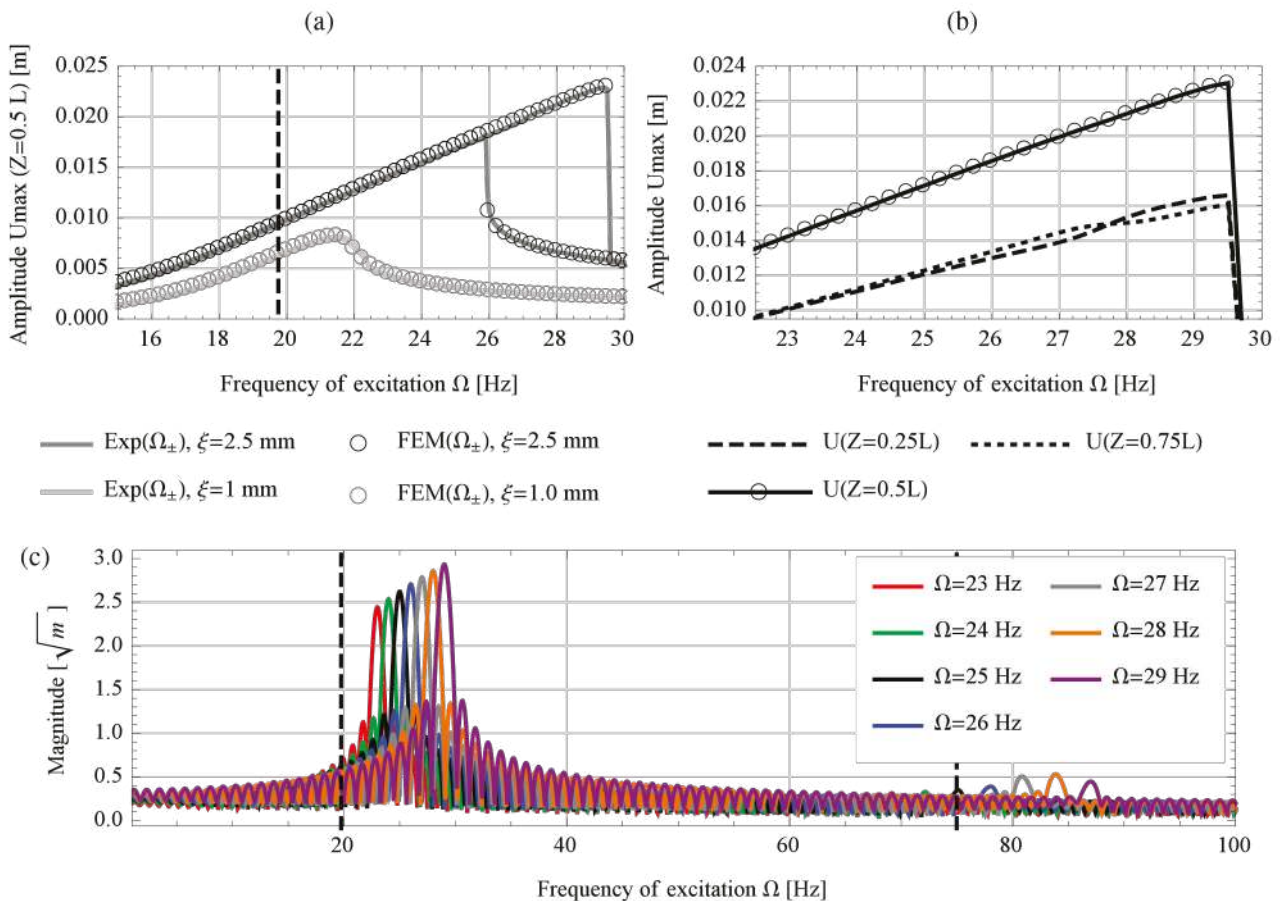 (a)
(b)
Amplitude Umax (Z=0.5 L) [m]
0.025
0.020
0.015
0.010
0.005
0.000
16 18 20 22 24 26 28 30
Frequency of excitation Ω [Hz]
Amplitude Umax [m]
0.024
0.022
0.020
0.018
0.016
0.014
0.012
0.010
23 24 25 26 27 28 29 30
Frequency of excitation Ω [Hz]
Exp(Ω±), ξ=2.5 mm
FEM(Ω±), ξ=2.5 mm
Exp(Ω±), ξ=1 mm
FEM(Ω±), ξ=1.0 mm
U(Z=0.25L)
U(Z=0.75L)
U(Z=0.5L)
(c)
Magnitude [√m]
3.0
2.5
2.0
1.5
1.0
0.5
0.0
20 40 60 80 100
Frequency of excitation Ω [Hz]
Ω=23 Hz
Ω=27 Hz
Ω=24 Hz
Ω=28 Hz
Ω=25 Hz
Ω=29 Hz
Ω=26 Hz